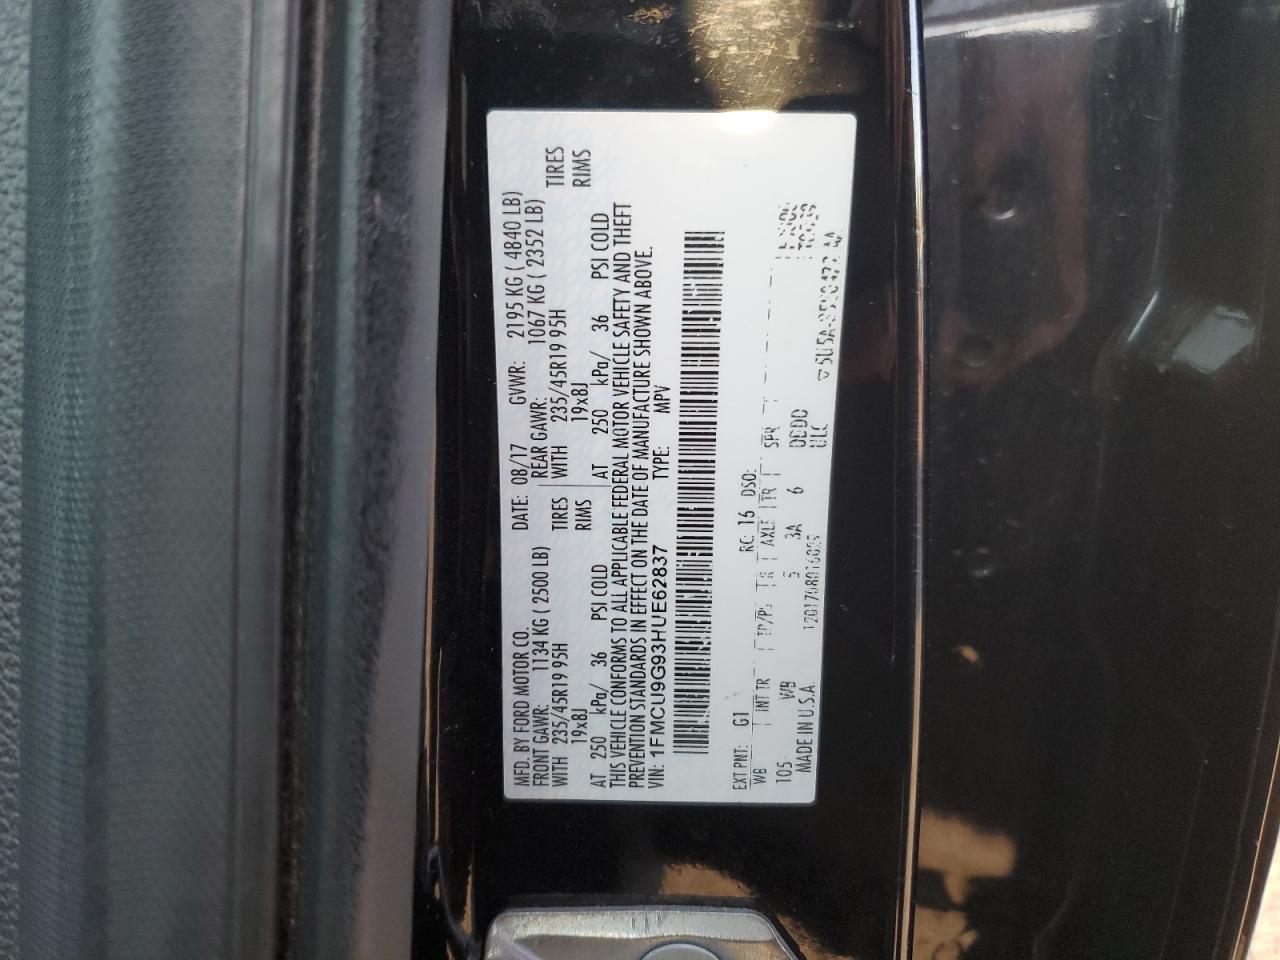 MFD. BY FORD MOTOR CO. DATE: 08/17 GVWR: 2195 KG ( 4840 LB)
FRONT GAWR: 1134 KG ( 2500 LB) REAR GAWR: 1067 KG ( 2352 LB)
WITH 235/45R19 95H TIRES WITH 235/45R19 95H TIRES
19x8J RIMS 19x8J RIMS
AT 250 kPa/ 36 PSI COLD AT 250 kPa/ 36 PSI COLD
THIS VEHICLE CONFORMS TO ALL APPLICABLE FEDERAL MOTOR VEHICLE SAFETY AND THEFT
PREVENTION STANDARDS IN EFFECT ON THE DATE OF MANUFACTURE SHOWN ABOVE.
VIN: 1FMCU9G93HUE62837 TYPE: MPV
EXT PNT: G1 RC: 16 DSO:
WB INT TR TP/PS AXLE TR SPR
105 WB 3A 6 DDDD
MADE IN U.S.A. ULC